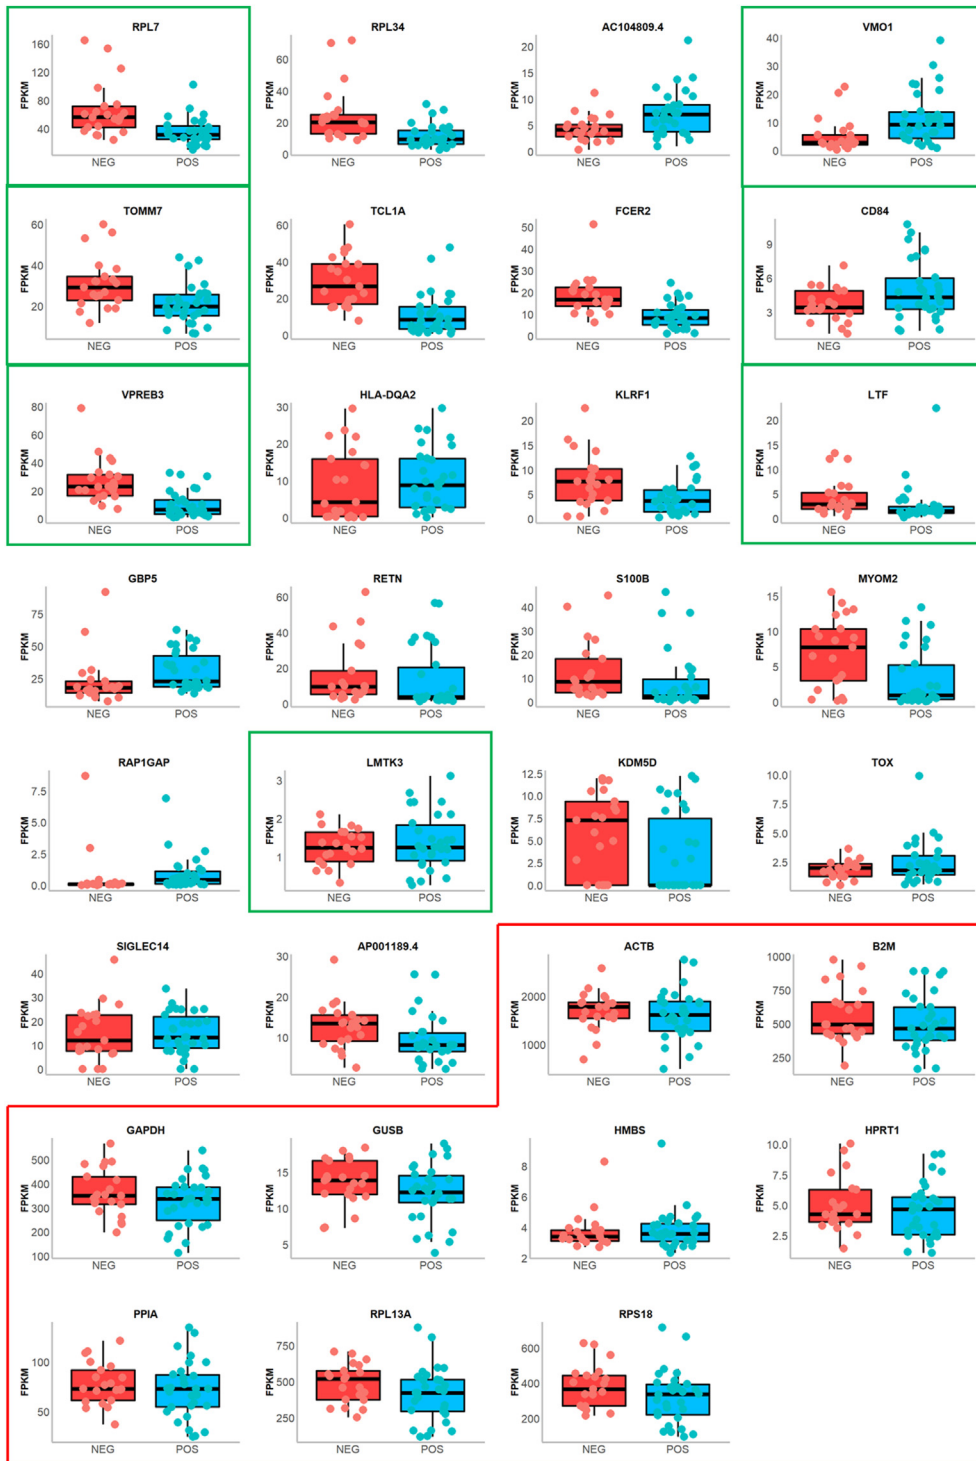 RPL7 RPL34 AC104809.4 VMO1
FPKM 160 120 80 40 FPKM 80 60 40 20 0 FPKM 20 15 10 5 0 FPKM 40 30 20 10 0
NEG POS NEG POS NEG POS NEG POS
TOMM7 TCL1A FCER2 CD84
FPKM 60 40 20 FPKM 60 40 20 0 FPKM 50 40 30 20 10 0 FPKM 9 6 3
NEG POS NEG POS NEG POS NEG POS
VPREB3 HLA-DQA2 KLRF1 LTF
FPKM 80 60 40 20 0 FPKM 30 20 10 0 FPKM 20 15 10 5 0 FPKM 20 15 10 5 0
NEG POS NEG POS NEG POS NEG POS
GBP5 RETN S100B MYOM2
FPKM 75 50 25 FPKM 60 40 20 0 FPKM 40 30 20 10 0 FPKM 15 10 5 0
NEG POS NEG POS NEG POS NEG POS
RAP1GAP LMTK3 KDM5D TOX
FPKM 7.5 5.0 2.5 0.0 FPKM 3 2 1 FPKM 12.5 10.0 7.5 5.0 2.5 0.0 FPKM 10.0 7.5 5.0 2.5
NEG POS NEG POS NEG POS NEG POS
SIGLEC14 AP001189.4 ACTB B2M
FPKM 40 30 20 10 0 FPKM 30 20 10 FPKM 2000 1000 FPKM 1000 750 500 250
NEG POS NEG POS NEG POS NEG POS
GAPDH GUSB HMBS HPRT1
FPKM 500 400 300 200 100 FPKM 15 10 5 FPKM 8 6 4 2 FPKM 10.0 7.5 5.0 2.5
NEG POS NEG POS NEG POS NEG POS
PPIA RPL13A RPS18
FPKM 100 50 FPKM 750 500 250 FPKM 600 400 200
NEG POS NEG POS NEG POS